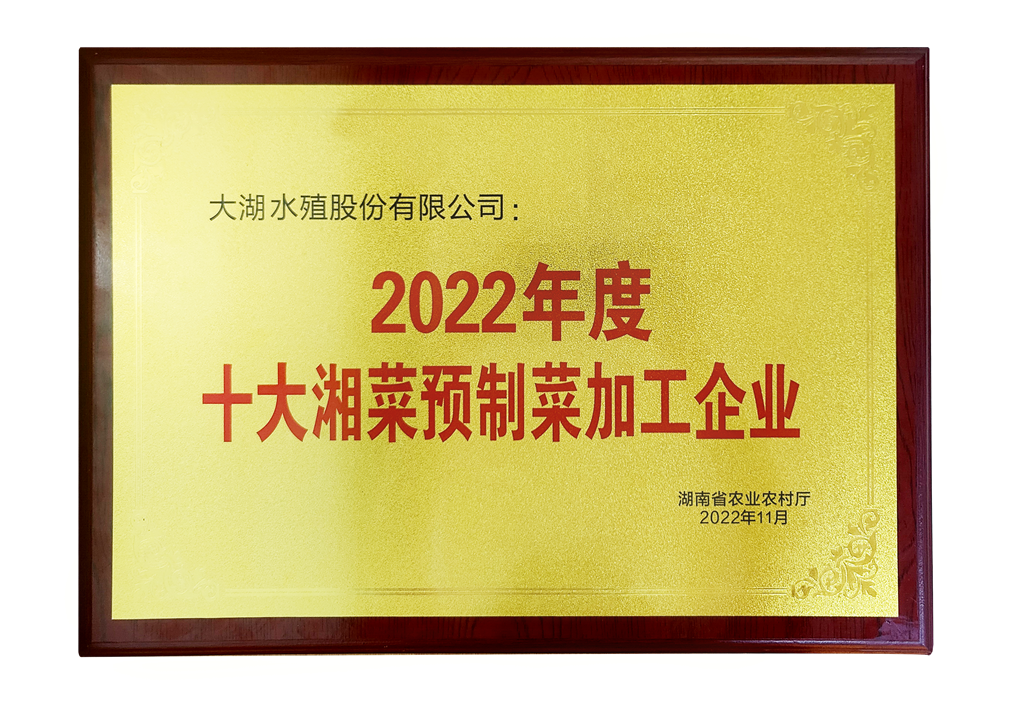 大湖水殖股份有限公司：
2022年度
十大湘菜预制菜加工企业
湖南省农业农村厅
2022年11月